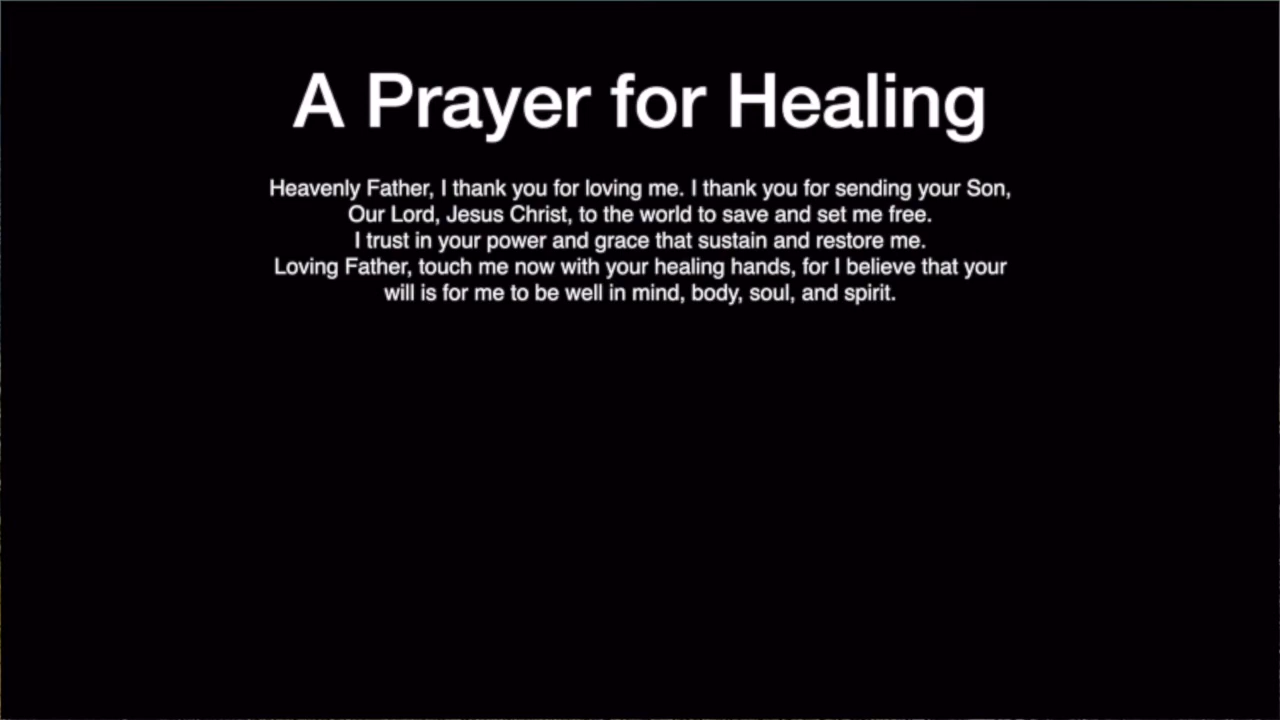 A Prayer for Healing
Heavenly Father, I thank you for loving me. I thank you for sending your Son,
Our Lord, Jesus Christ, to the world to save and set me free.
I trust in your power and grace that sustain and restore me.
Loving Father, touch me now with your healing hands, for I believe that your
will is for me to be well in mind, body, soul, and spirit.